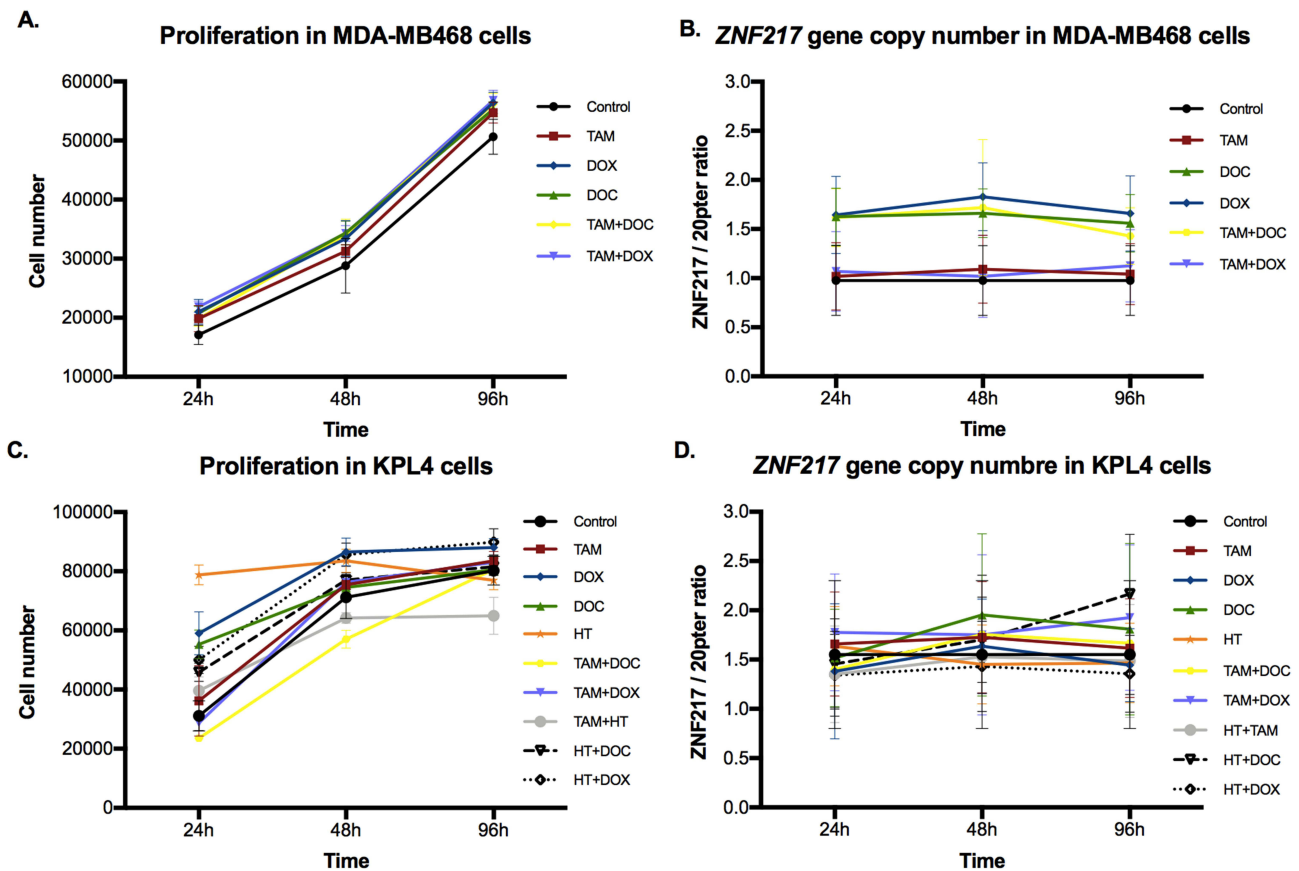 A.
Proliferation in MDA-MB468 cells
Cell number
60000
50000
40000
30000
20000
10000
24h
48h
96h
Time
Control
TAM
DOX
DOC
TAM+DOC
TAM+DOX
B.
ZNF217 gene copy number in MDA-MB468 cells
ZNF217 / 20pter ratio
3.0
2.5
2.0
1.5
1.0
0.5
0.0
24h
48h
96h
Time
Control
TAM
DOC
DOX
TAM+DOC
TAM+DOX
C.
Proliferation in KPL4 cells
Cell number
100000
80000
60000
40000
20000
0
24h
48h
96h
Time
Control
TAM
DOX
DOC
HT
TAM+DOC
TAM+DOX
TAM+HT
HT+DOC
HT+DOX
D.
ZNF217 gene copy numbre in KPL4 cells
ZNF217 / 20pter ratio
3.0
2.5
2.0
1.5
1.0
0.5
0.0
24h
48h
96h
Time
Control
TAM
DOX
DOC
HT
TAM+DOC
TAM+DOX
HT+TAM
HT+DOC
HT+DOX